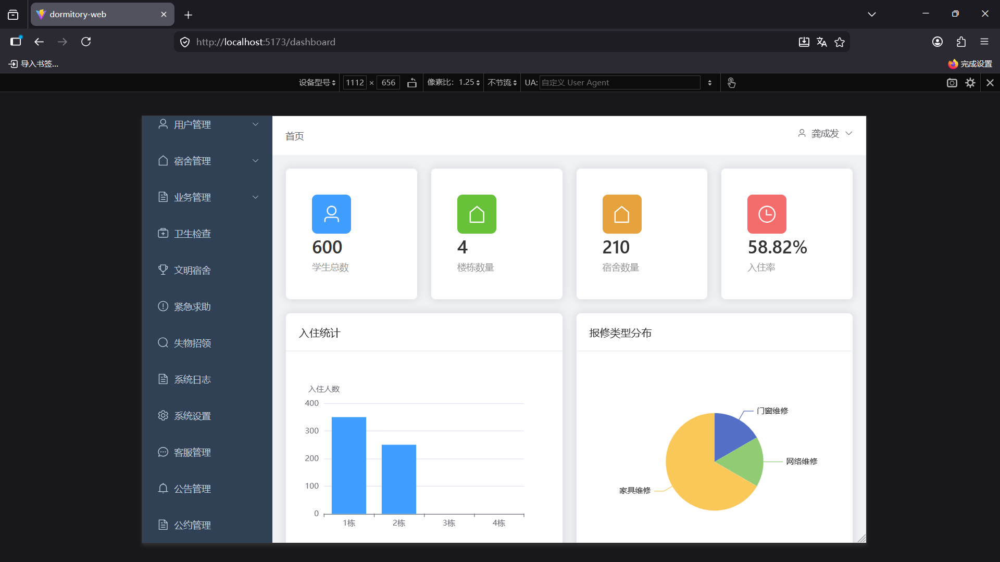 dormitory-web
http://localhost:5173/dashboard
导入书签...
完成设置
设备型号 1112 × 656 像素比： 1.25 不节流 UA: 自定义 User Agent
用户管理
宿舍管理
业务管理
卫生检查
文明宿舍
紧急求助
失物招领
系统日志
系统设置
客服管理
公告管理
公约管理
首页
龚成发
600
学生总数
4
楼栋数量
210
宿舍数量
58.82%
入住率
入住统计
入住人数
400
300
200
100
0
1栋 2栋 3栋 4栋
报修类型分布
门窗维修
网络维修
家具维修